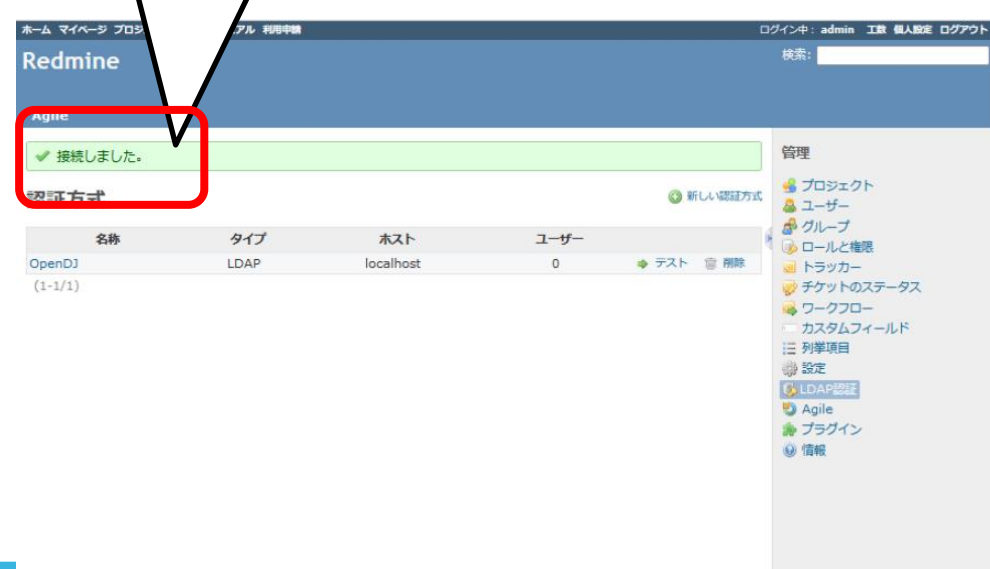 ホーム マイページ プロジ アル 利用申請
ログイン中: admin 工数 個人設定 ログアウト
Redmine
検索:
Agile
接続しました。
認証方式
新しい認証方式
名称 タイプ ホスト ユーザー
OpenDJ LDAP localhost 0 テスト 削除
(1-1/1)
管理
プロジェクト
ユーザー
グループ
ロールと権限
トラッカー
チケットのステータス
ワークフロー
カスタムフィールド
列挙項目
設定
LDAP認証
Agile
プラグイン
情報